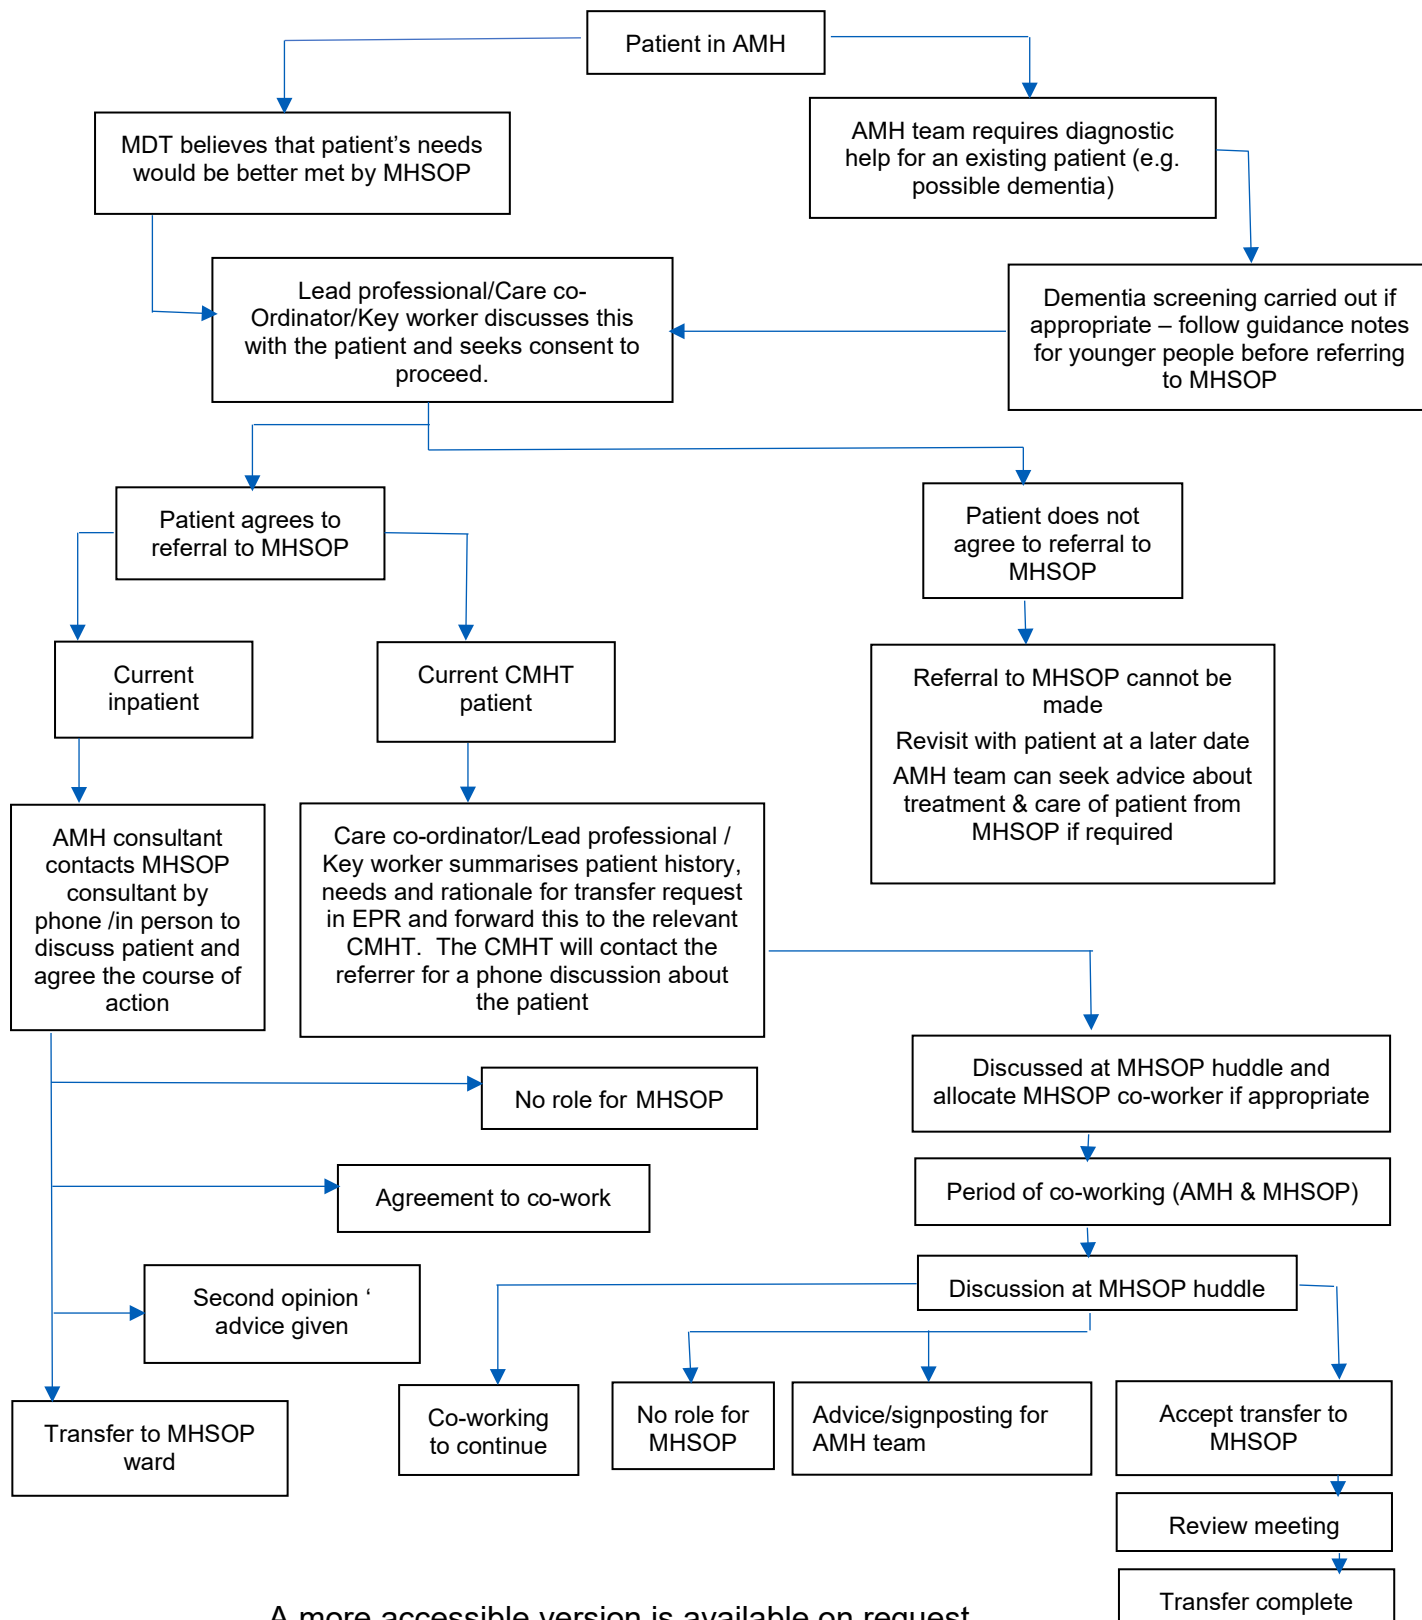 Patient in AMH
MDT believes that patient’s needs
would be better met by MHSOP
AMH team requires diagnostic
help for an existing patient (e.g.
possible dementia)
Lead professional/Care co-
Ordinator/Key worker discusses this
with the patient and seeks consent to
proceed.
Dementia screening carried out if
appropriate – follow guidance notes
for younger people before referring
to MHSOP
Patient agrees to
referral to MHSOP
Patient does not
agree to referral to
MHSOP
Current
inpatient
Current CMHT
patient
Referral to MHSOP cannot be
made
Revisit with patient at a later date
AMH team can seek advice about
treatment & care of patient from
MHSOP if required
AMH consultant
contacts MHSOP
consultant by
phone /in person to
discuss patient and
agree the course of
action
Care co-ordinator/Lead professional /
Key worker summarises patient history,
needs and rationale for transfer request
in EPR and forward this to the relevant
CMHT.  The CMHT will contact the
referrer for a phone discussion about
the patient
No role for MHSOP
Discussed at MHSOP huddle and
allocate MHSOP co-worker if appropriate
Agreement to co-work
Period of co-working (AMH & MHSOP)
Second opinion ‘
advice given
Discussion at MHSOP huddle
Transfer to MHSOP
ward
Co-working
to continue
No role for
MHSOP
Advice/signposting for
AMH team
Accept transfer to
MHSOP
Review meeting
Transfer complete
A more accessible version is available on request